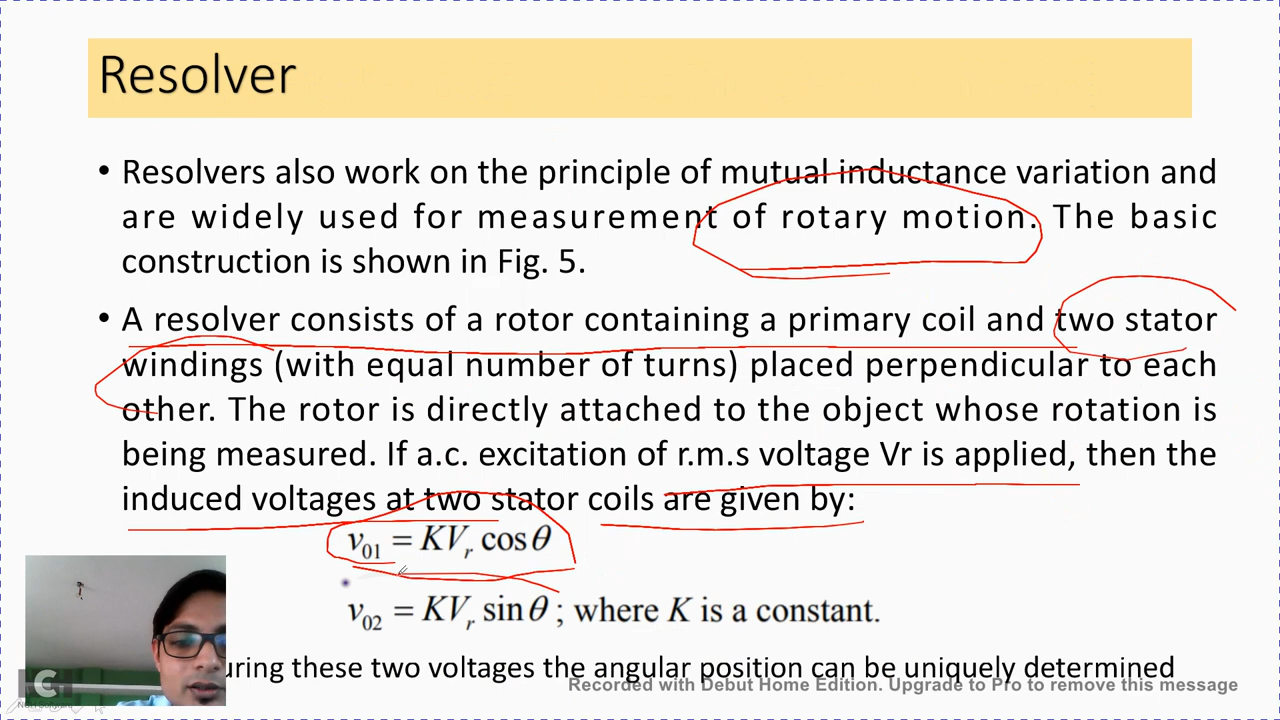 Resolver
• Resolvers also work on the principle of mutual inductance variation and
are widely used for measurement of rotary motion. The basic
construction is shown in Fig. 5.
• A resolver consists of a rotor containing a primary coil and two stator
windings (with equal number of turns) placed perpendicular to each
other. The rotor is directly attached to the object whose rotation is
being measured. If a.c. excitation of r.m.s voltage Vr is applied, then the
induced voltages at two stator coils are given by:
v₀₁ = KVᵣ cosθ
v₀₂ = KVᵣ sinθ ; where K is a constant.
uring these two voltages the angular position can be uniquely determined
Recorded with Debut Home Edition. Upgrade to Pro to remove this message